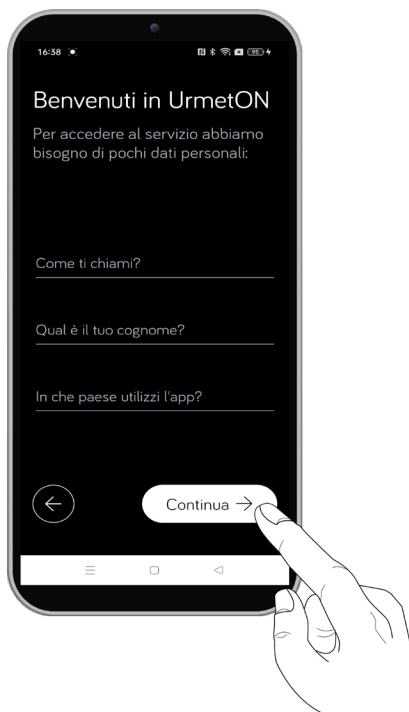 16:38
95
Benvenuti in UrmetON
Per accedere al servizio abbiamo
bisogno di pochi dati personali:
Come ti chiami?
Qual è il tuo cognome?
In che paese utilizzi l'app?
Continua →